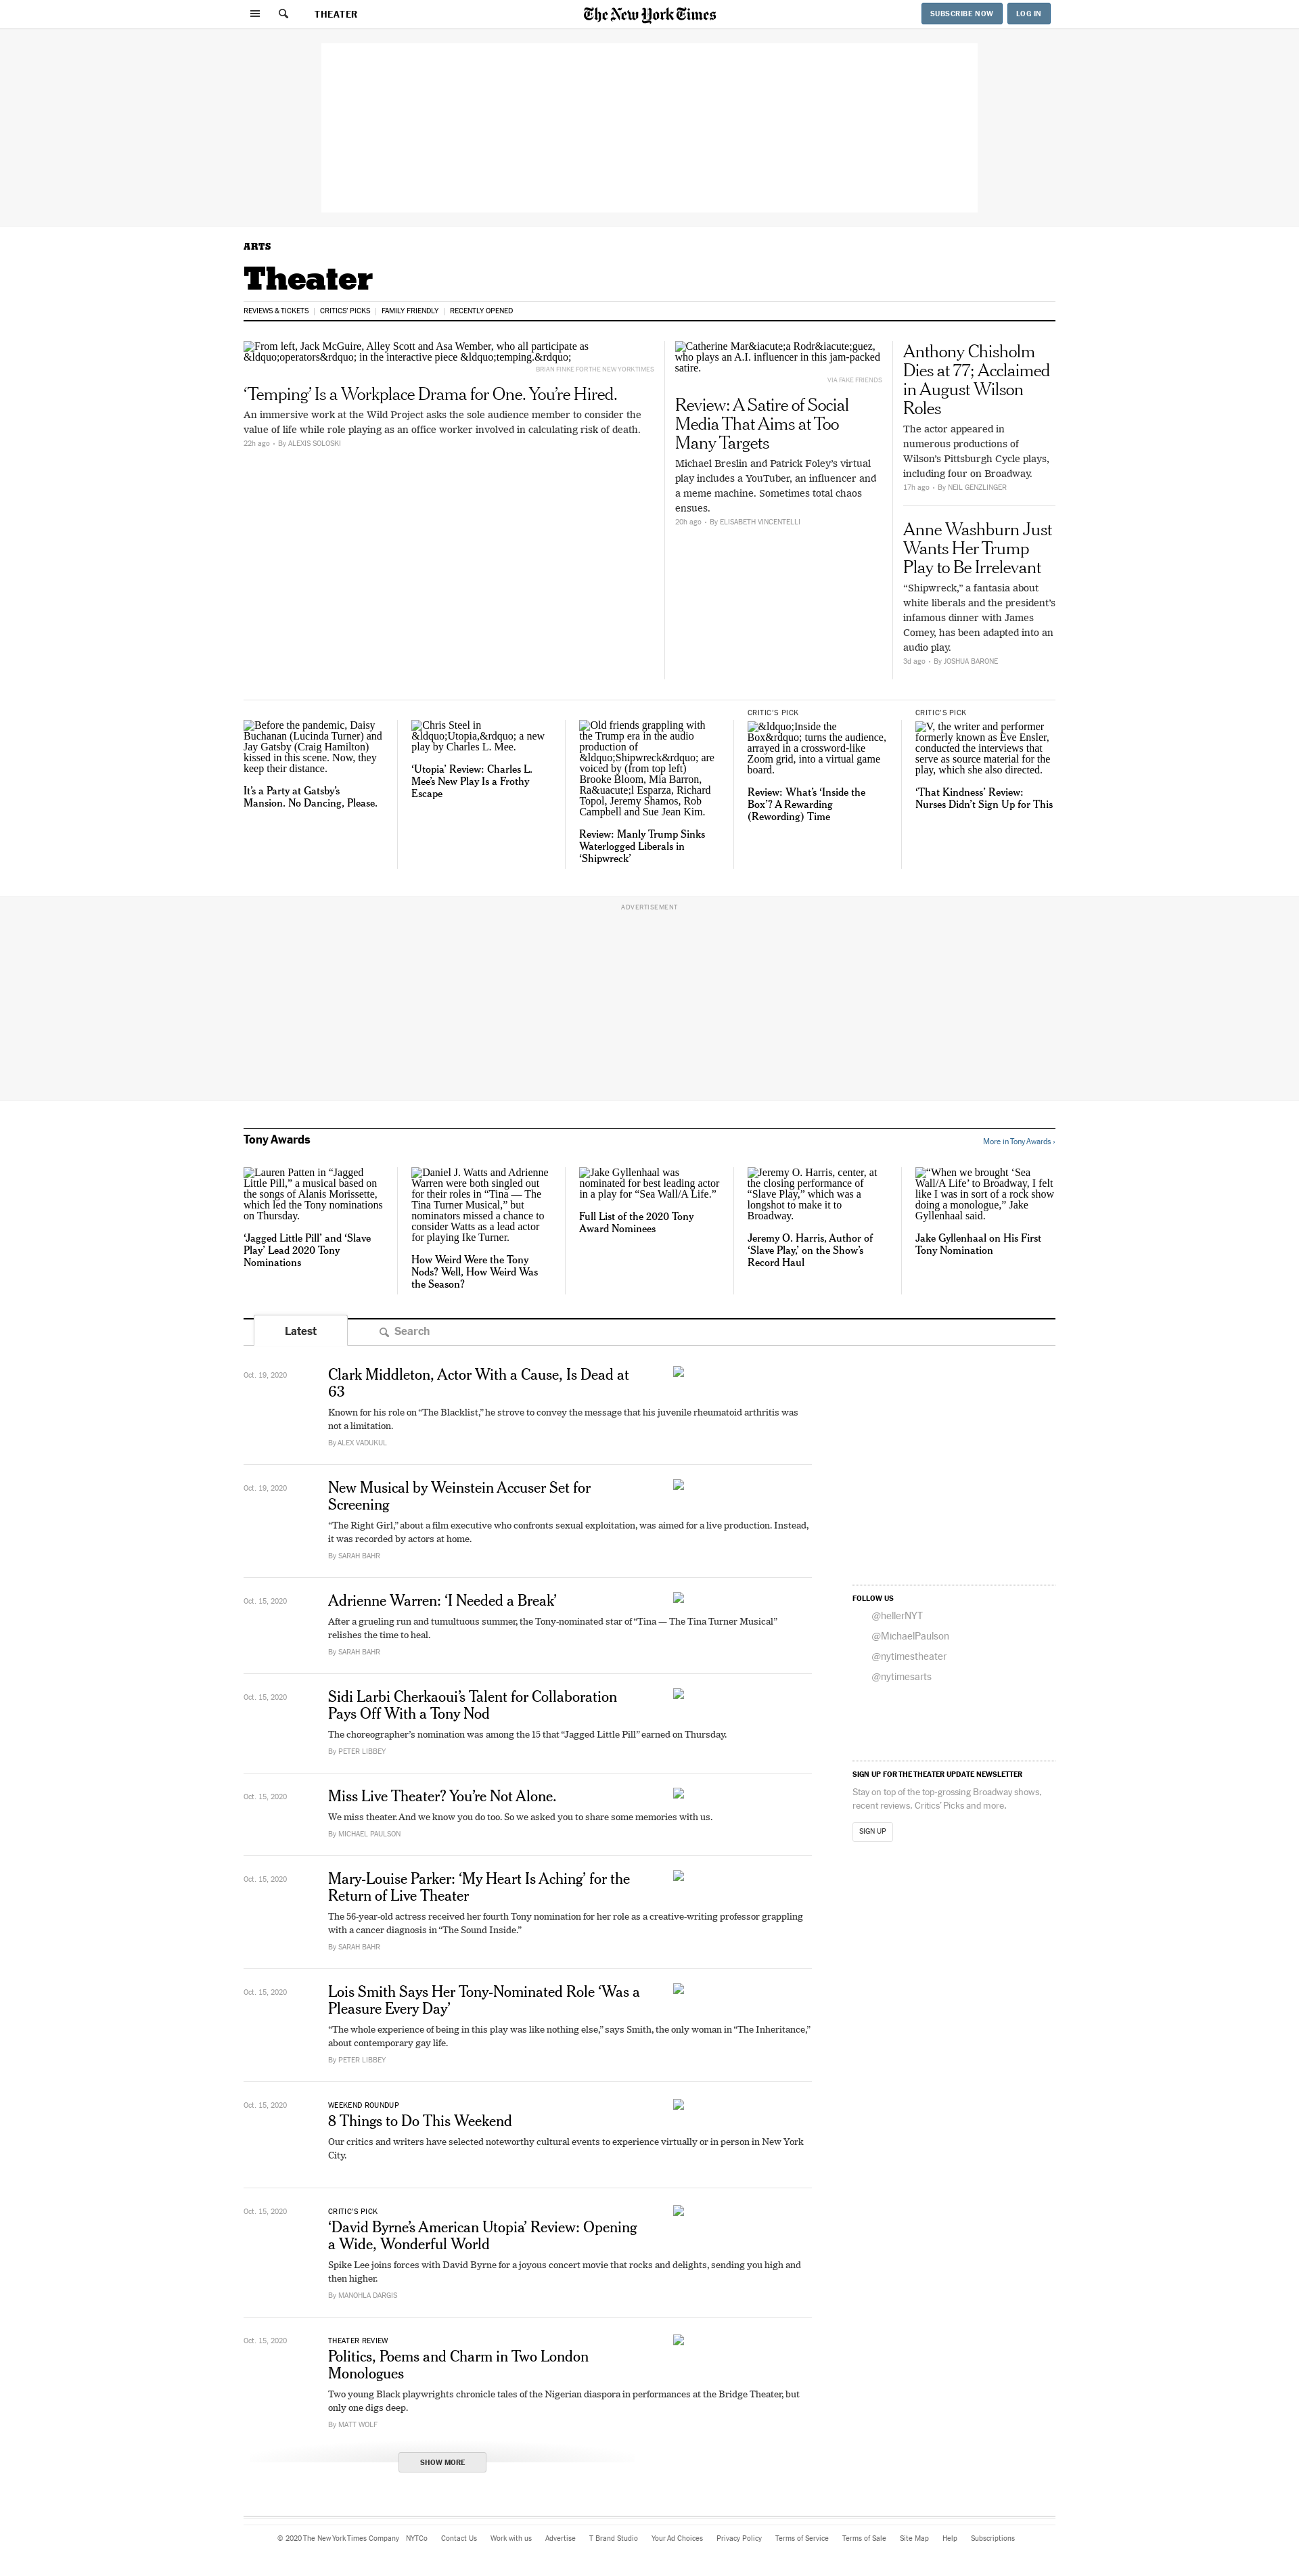 THEATER
The New York Times
SUBSCRIBE NOW
LOG IN
ARTS
Theater
REVIEWS & TICKETS
CRITICS' PICKS
FAMILY FRIENDLY
RECENTLY OPENED
From left, Jack McGuire, Alley Scott and Asa Wember, who all participate as
&ldquo;operators&rdquo; in the interactive piece &ldquo;temping.&rdquo;
BRIAN FINKE FOR THE NEW YORK TIMES
‘Temping’ Is a Workplace Drama for One. You’re Hired.
An immersive work at the Wild Project asks the sole audience member to consider the
value of life while role playing as an office worker involved in calculating risk of death.
22h ago · By ALEXIS SOLOSKI
Catherine Mar&iacute;a Rodr&iacute;guez,
who plays an A.I. influencer in this jam-packed
satire.
VIA FAKE FRIENDS
Review: A Satire of Social
Media That Aims at Too
Many Targets
Michael Breslin and Patrick Foley’s virtual
play includes a YouTuber, an influencer and
a meme machine. Sometimes total chaos
ensues.
20h ago · By ELISABETH VINCENTELLI
Anthony Chisholm
Dies at 77; Acclaimed
in August Wilson
Roles
The actor appeared in
numerous productions of
Wilson’s Pittsburgh Cycle plays,
including four on Broadway.
17h ago · By NEIL GENZLINGER
Anne Washburn Just
Wants Her Trump
Play to Be Irrelevant
“Shipwreck,” a fantasia about
white liberals and the president’s
infamous dinner with James
Comey, has been adapted into an
audio play.
3d ago · By JOSHUA BARONE
Before the pandemic, Daisy
Buchanan (Lucinda Turner) and
Jay Gatsby (Craig Hamilton)
kissed in this scene. Now, they
keep their distance.
It’s a Party at Gatsby’s
Mansion. No Dancing, Please.
Chris Steel in
&ldquo;Utopia,&rdquo; a new
play by Charles L. Mee.
‘Utopia’ Review: Charles L.
Mee’s New Play Is a Frothy
Escape
Old friends grappling with
the Trump era in the audio
production of
&ldquo;Shipwreck&rdquo; are
voiced by (from top left)
Brooke Bloom, Mia Barron,
Ra&uacute;l Esparza, Richard
Topol, Jeremy Shamos, Rob
Campbell and Sue Jean Kim.
Review: Manly Trump Sinks
Waterlogged Liberals in
‘Shipwreck’
CRITIC’S PICK
&ldquo;Inside the
Box&rdquo; turns the audience,
arrayed in a crossword-like
Zoom grid, into a virtual game
board.
Review: What’s ‘Inside the
Box’? A Rewarding
(Rewording) Time
CRITIC’S PICK
V, the writer and performer
formerly known as Eve Ensler,
conducted the interviews that
serve as source material for the
play, which she also directed.
‘That Kindness’ Review:
Nurses Didn’t Sign Up for This
ADVERTISEMENT
Tony Awards
More in Tony Awards ›
Lauren Patten in “Jagged
Little Pill,” a musical based on
the songs of Alanis Morissette,
which led the Tony nominations
on Thursday.
‘Jagged Little Pill’ and ‘Slave
Play’ Lead 2020 Tony
Nominations
Daniel J. Watts and Adrienne
Warren were both singled out
for their roles in “Tina — The
Tina Turner Musical,” but
nominators missed a chance to
consider Watts as a lead actor
for playing Ike Turner.
How Weird Were the Tony
Nods? Well, How Weird Was
the Season?
Jake Gyllenhaal was
nominated for best leading actor
in a play for “Sea Wall/A Life.”
Full List of the 2020 Tony
Award Nominees
Jeremy O. Harris, center, at
the closing performance of
“Slave Play,” which was a
longshot to make it to
Broadway.
Jeremy O. Harris, Author of
‘Slave Play,’ on the Show’s
Record Haul
“When we brought ‘Sea
Wall/A Life’ to Broadway, I felt
like I was in sort of a rock show
doing a monologue,” Jake
Gyllenhaal said.
Jake Gyllenhaal on His First
Tony Nomination
Latest
Search
Oct. 19, 2020
Clark Middleton, Actor With a Cause, Is Dead at
63
Known for his role on “The Blacklist,” he strove to convey the message that his juvenile rheumatoid arthritis was
not a limitation.
By ALEX VADUKUL
Oct. 19, 2020
New Musical by Weinstein Accuser Set for
Screening
“The Right Girl,” about a film executive who confronts sexual exploitation, was aimed for a live production. Instead,
it was recorded by actors at home.
By SARAH BAHR
Oct. 15, 2020
Adrienne Warren: ‘I Needed a Break’
After a grueling run and tumultuous summer, the Tony-nominated star of “Tina — The Tina Turner Musical”
relishes the time to heal.
By SARAH BAHR
Oct. 15, 2020
Sidi Larbi Cherkaoui’s Talent for Collaboration
Pays Off With a Tony Nod
The choreographer’s nomination was among the 15 that “Jagged Little Pill” earned on Thursday.
By PETER LIBBEY
Oct. 15, 2020
Miss Live Theater? You’re Not Alone.
We miss theater. And we know you do too. So we asked you to share some memories with us.
By MICHAEL PAULSON
Oct. 15, 2020
Mary-Louise Parker: ‘My Heart Is Aching’ for the
Return of Live Theater
The 56-year-old actress received her fourth Tony nomination for her role as a creative-writing professor grappling
with a cancer diagnosis in “The Sound Inside.”
By SARAH BAHR
Oct. 15, 2020
Lois Smith Says Her Tony-Nominated Role ‘Was a
Pleasure Every Day’
“The whole experience of being in this play was like nothing else,” says Smith, the only woman in “The Inheritance,”
about contemporary gay life.
By PETER LIBBEY
Oct. 15, 2020
WEEKEND ROUNDUP
8 Things to Do This Weekend
Our critics and writers have selected noteworthy cultural events to experience virtually or in person in New York
City.
Oct. 15, 2020
CRITIC’S PICK
‘David Byrne’s American Utopia’ Review: Opening
a Wide, Wonderful World
Spike Lee joins forces with David Byrne for a joyous concert movie that rocks and delights, sending you high and
then higher.
By MANOHLA DARGIS
Oct. 15, 2020
THEATER REVIEW
Politics, Poems and Charm in Two London
Monologues
Two young Black playwrights chronicle tales of the Nigerian diaspora in performances at the Bridge Theater, but
only one digs deep.
By MATT WOLF
SHOW MORE
FOLLOW US
@hellerNYT
@MichaelPaulson
@nytimestheater
@nytimesarts
SIGN UP FOR THE THEATER UPDATE NEWSLETTER
Stay on top of the top-grossing Broadway shows,
recent reviews, Critics’ Picks and more.
SIGN UP
© 2020 The New York Times Company NYTCo Contact Us Work with us Advertise T Brand Studio Your Ad Choices Privacy Policy Terms of Service Terms of Sale Site Map Help Subscriptions